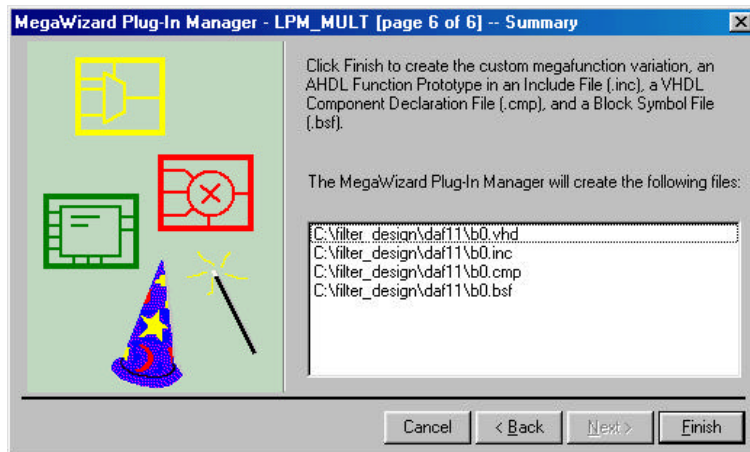 MegaWizard Plug-In Manager - LPM_MULT [page 6 of 6] -- Summary
Click Finish to create the custom megafunction variation, an
AHDL Function Prototype in an Include File (.inc), a VHDL
Component Declaration File (.cmp), and a Block Symbol File
(.bsf).
The MegaWizard Plug-In Manager will create the following files:
C:\filter_design\daf11\b0.vhd
C:\filter_design\daf11\b0.inc
C:\filter_design\daf11\b0.cmp
C:\filter_design\daf11\b0.bsf
Cancel < Back Next > Finish